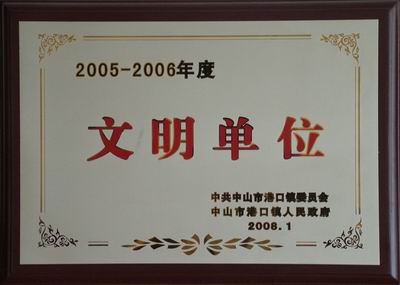 2005-2006年度
文明单位
中共中山市港口镇委员会
中山市港口镇人民政府
2008.1